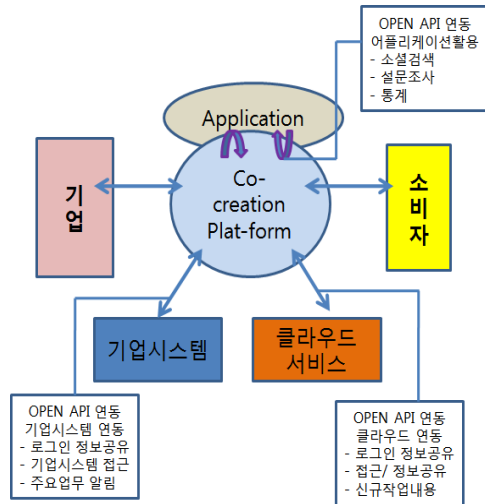 OPEN API 연동
어플리케이션활용
- 소셜검색
- 설문조사
- 통계
Application
기업
Co-
creation
Plat-form
소비자
기업시스템
클라우드
서비스
OPEN API 연동
기업시스템 연동
- 로그인 정보공유
- 기업시스템 접근
- 주요업무 알림
OPEN API 연동
클라우드 연동
- 로그인 정보공유
- 접근/ 정보공유
- 신규작업내용